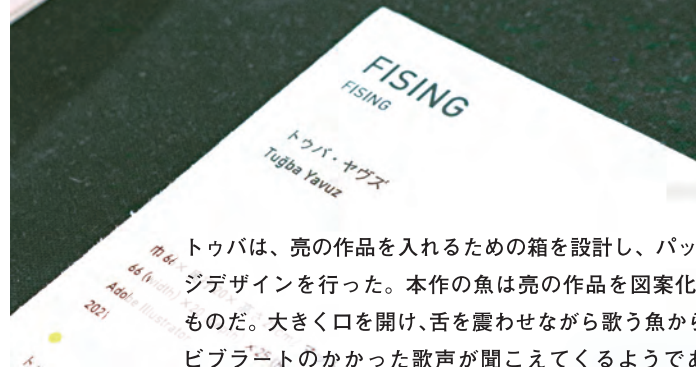 FISING
FISING
トゥバ・ヤヴズ
Tuğba Yavuz
巾 66 ×
66 (width) ×
Adobe Illustrator
2021
トゥバは、亮の作品を入れるための箱を設計し、パッ
ジデザインを行った。本作の魚は亮の作品を図案化
ものだ。大きく口を開け、舌を震わせながら歌う魚から
ビブラートのかかった歌声が聞こえてくるようであ